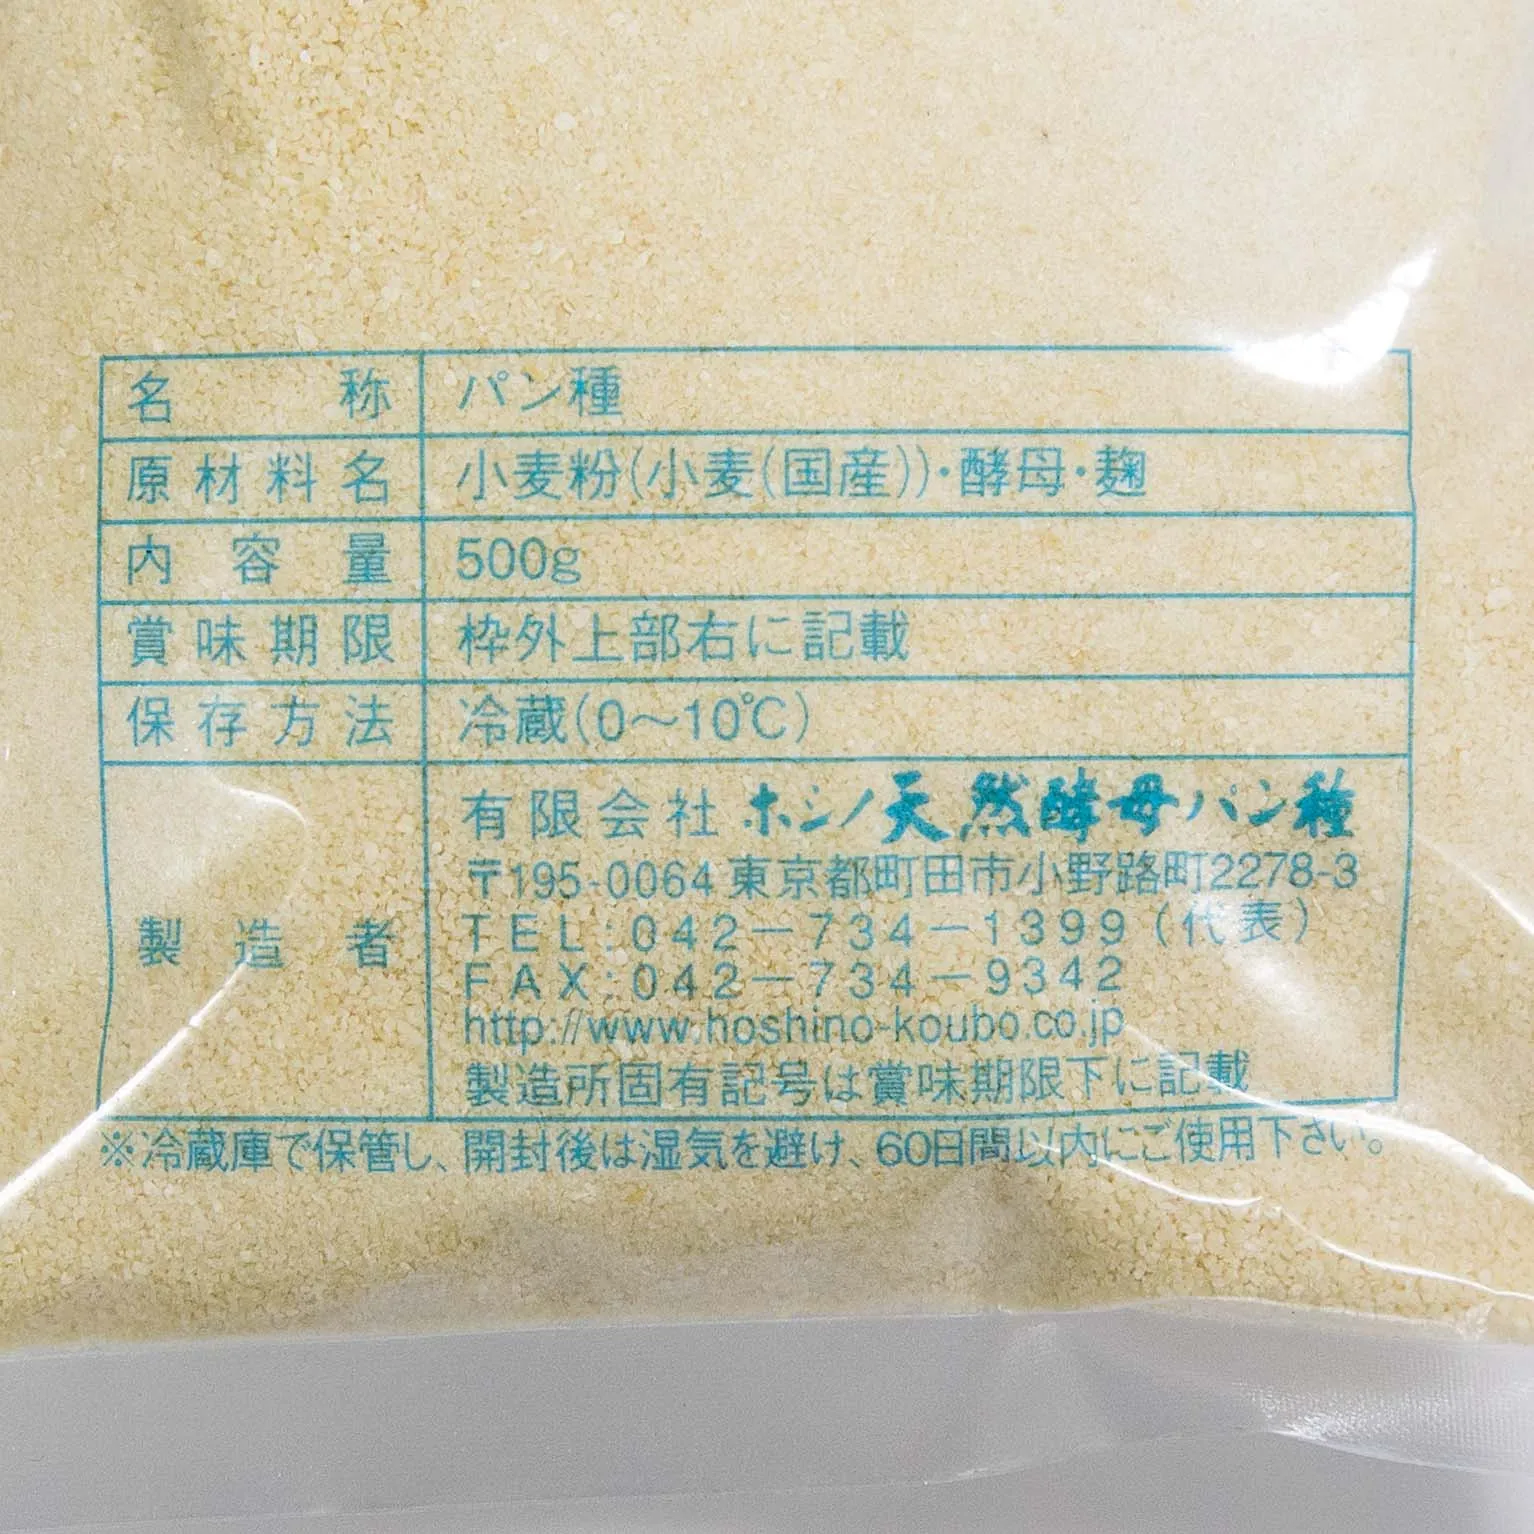 名称 パン種
原材料名 小麦粉(小麦(国産))・酵母・麹
内容量 500g
賞味期限 枠外上部右に記載
保存方法 冷蔵(0〜10℃)
製造者 有限会社 ホシノ天然酵母パン種
〒195-0064 東京都町田市小野路町2278-3
TEL:042－734－1399(代表)
FAX:042－734－9342
http://www.hoshino-koubo.co.jp
製造所固有記号は賞味期限下に記載
※冷蔵庫で保管し、開封後は湿気を避け、60日間以内にご使用下さい。